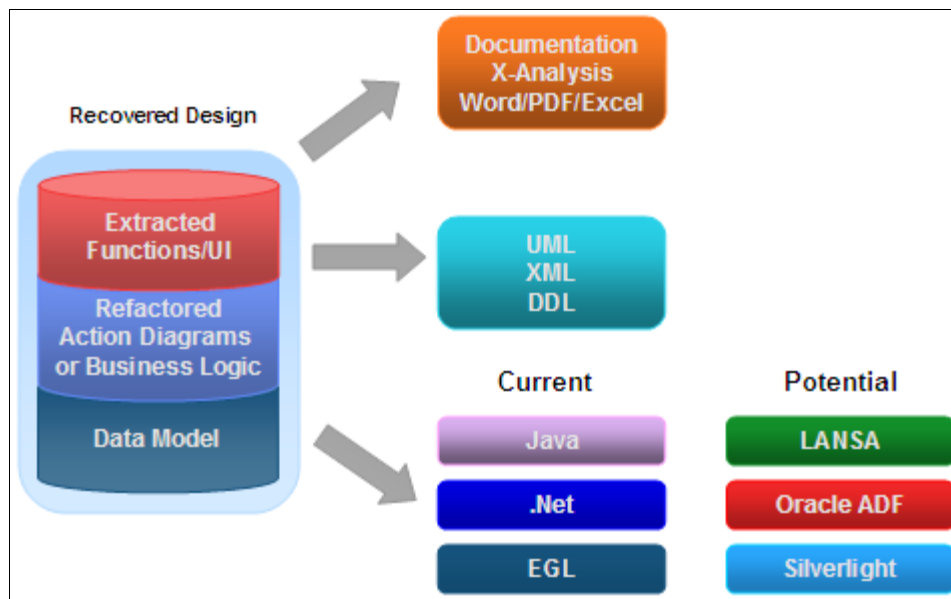 Recovered Design
Extracted
Functions/UI
Refactored
Action Diagrams
or Business Logic
Data Model
Documentation
X-Analysis
Word/PDF/Excel
UML
XML
DDL
Current
Potential
Java
LANSA
.Net
Oracle ADF
EGL
Silverlight